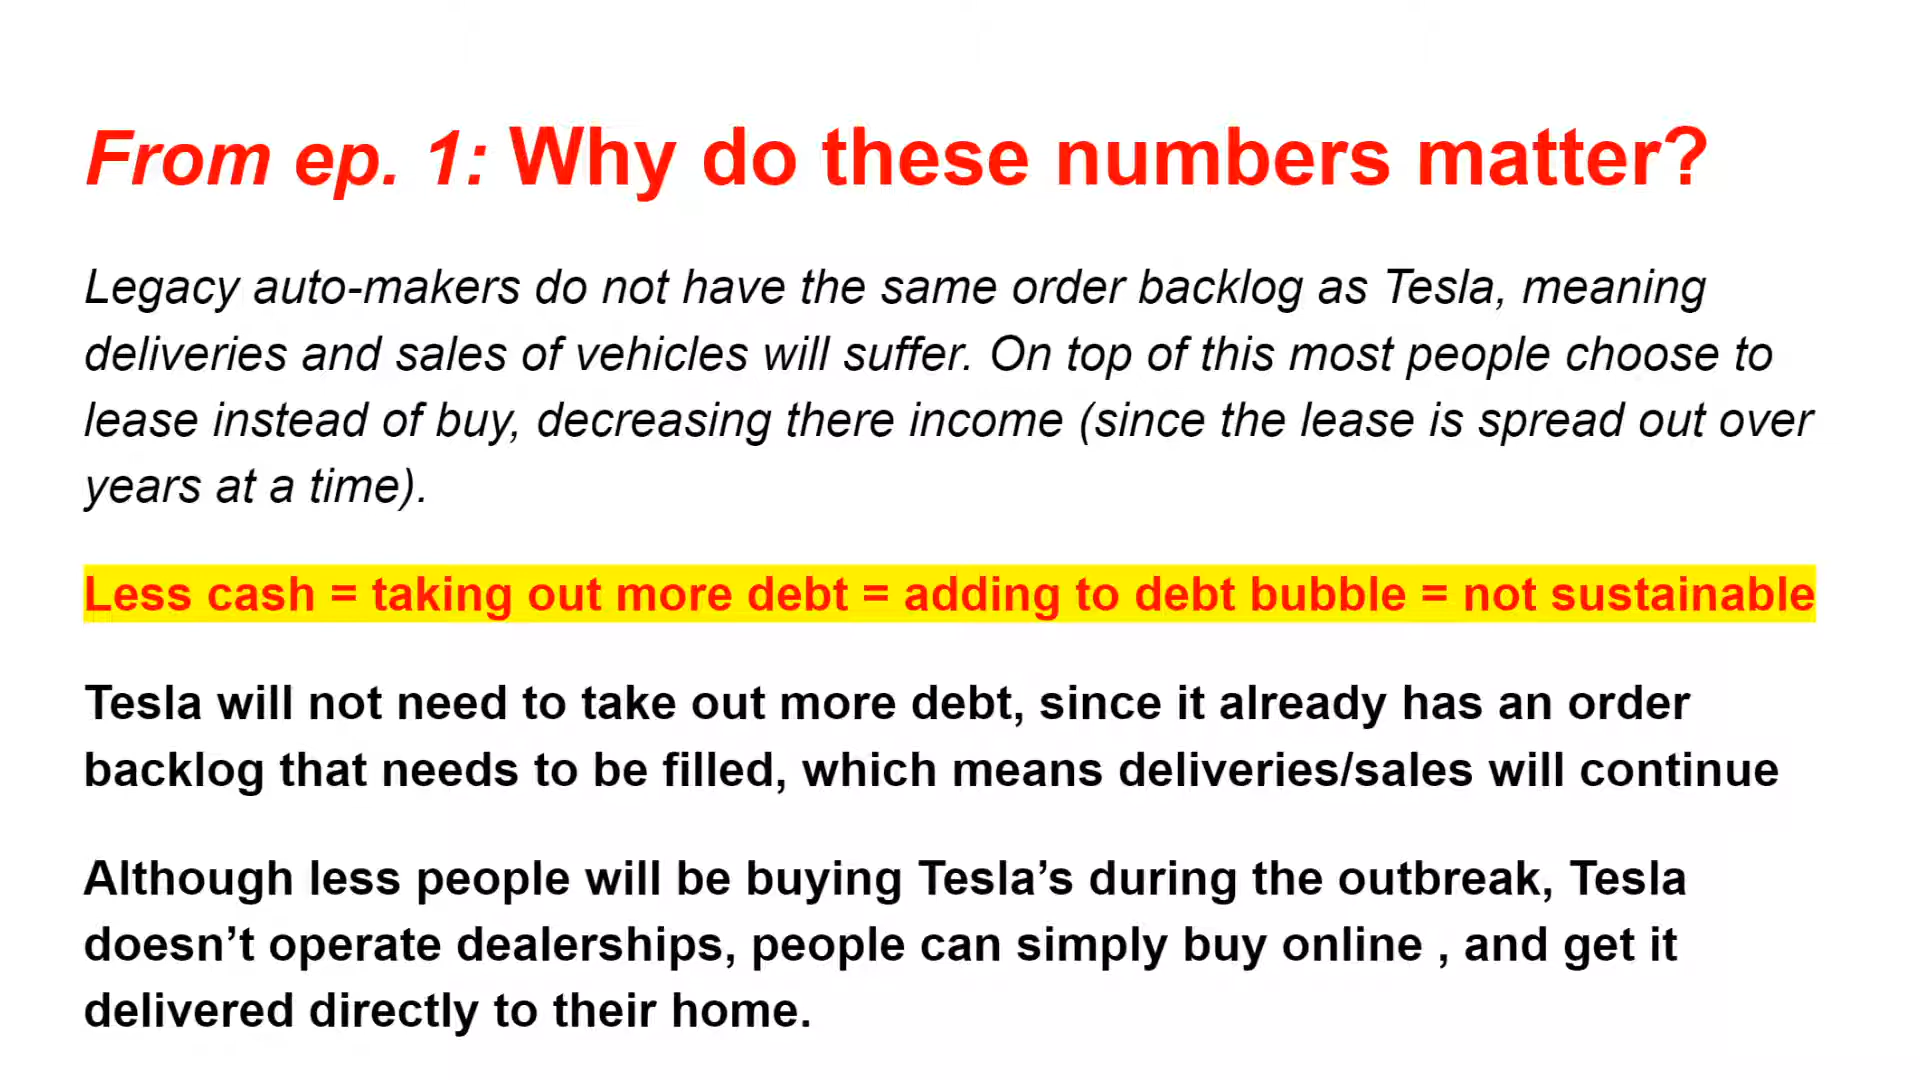 From ep. 1: Why do these numbers matter?
Legacy auto-makers do not have the same order backlog as Tesla, meaning
deliveries and sales of vehicles will suffer. On top of this most people choose to
lease instead of buy, decreasing there income (since the lease is spread out over
years at a time).
Less cash = taking out more debt = adding to debt bubble = not sustainable
Tesla will not need to take out more debt, since it already has an order
backlog that needs to be filled, which means deliveries/sales will continue
Although less people will be buying Tesla’s during the outbreak, Tesla
doesn’t operate dealerships, people can simply buy online , and get it
delivered directly to their home.